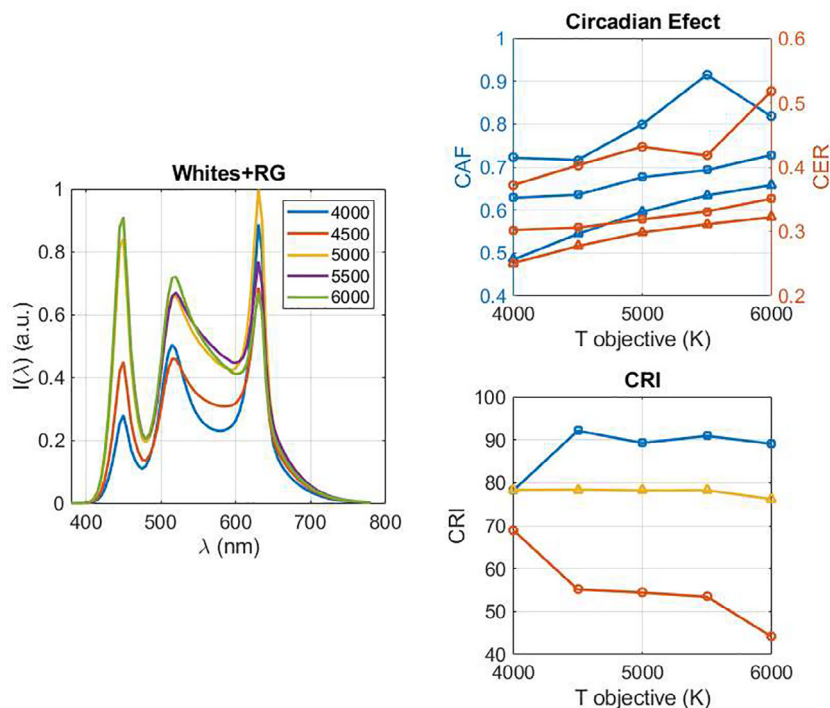 Whites+RG
1
0.8
0.6
0.4
0.2
0
I(λ) (a.u.)
4000
4500
5000
5500
6000
400 500 600 700 800
λ (nm)
Circadian Efect
1
0.9
0.8
0.7
0.6
0.5
0.4
CAF
0.6
0.5
0.4
0.3
0.2
CER
4000 5000 6000
T objective (K)
CRI
100
90
80
70
60
50
40
CRI
4000 5000 6000
T objective (K)